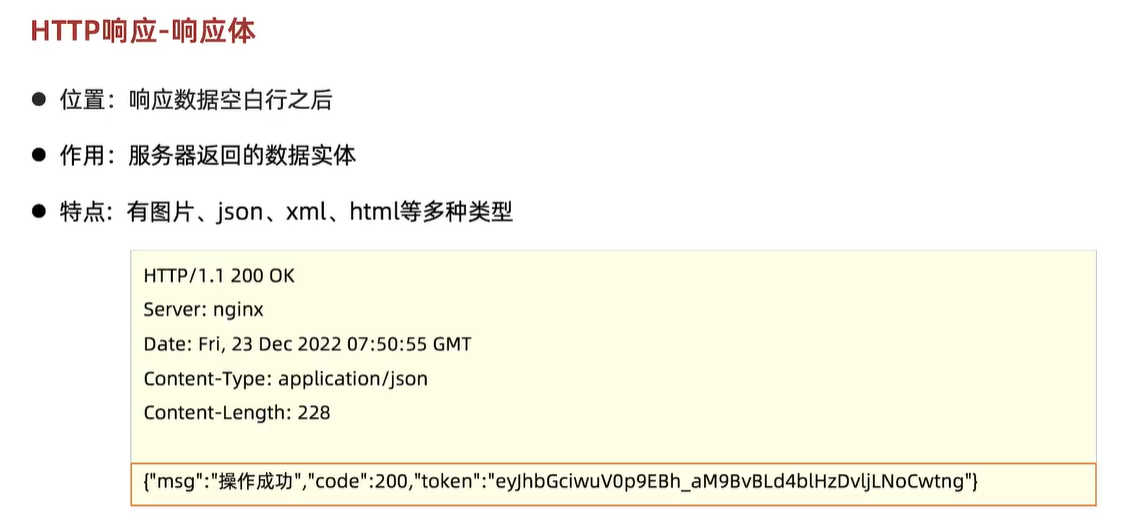 HTTP响应-响应体
● 位置：响应数据空白行之后
● 作用：服务器返回的数据实体
● 特点：有图片、json、xml、html等多种类型
HTTP/1.1 200 OK
Server: nginx
Date: Fri, 23 Dec 2022 07:50:55 GMT
Content-Type: application/json
Content-Length: 228
{"msg":"操作成功","code":200,"token":"eyJhbGciwuV0p9EBh_aM9BvBLd4blHzDvljLNoCwtng"}